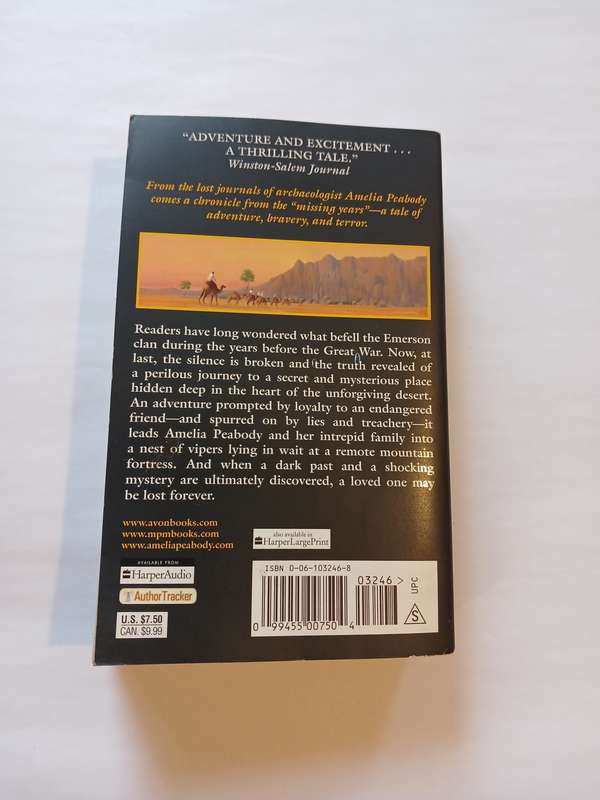 “ADVENTURE AND EXCITEMENT . . .
A THRILLING TALE.”
Winston-Salem Journal
From the lost journals of archaeologist Amelia Peabody
comes a chronicle from the “missing years”—a tale of
adventure, bravery, and terror.
Readers have long wondered what befell the Emerson
clan during the years before the Great War. Now, at
last, the silence is broken and the truth revealed of
a perilous journey to a secret and mysterious place
hidden deep in the heart of the unforgiving desert.
An adventure prompted by loyalty to an endangered
friend—and spurred on by lies and treachery—it
leads Amelia Peabody and her intrepid family into
a nest of vipers lying in wait at a remote mountain
fortress. And when a dark past and a shocking
mystery are ultimately discovered, a loved one may
be lost forever.
www.avonbooks.com
www.mpmbooks.com
www.ameliapeabody.com
also available in
HarperLargePrint
AVAILABLE FROM
HarperAudio
AuthorTracker
U.S. $7.50
CAN. $9.99
ISBN 0-06-103246-8
03246 >
0 99455 00750 4
UPC
S